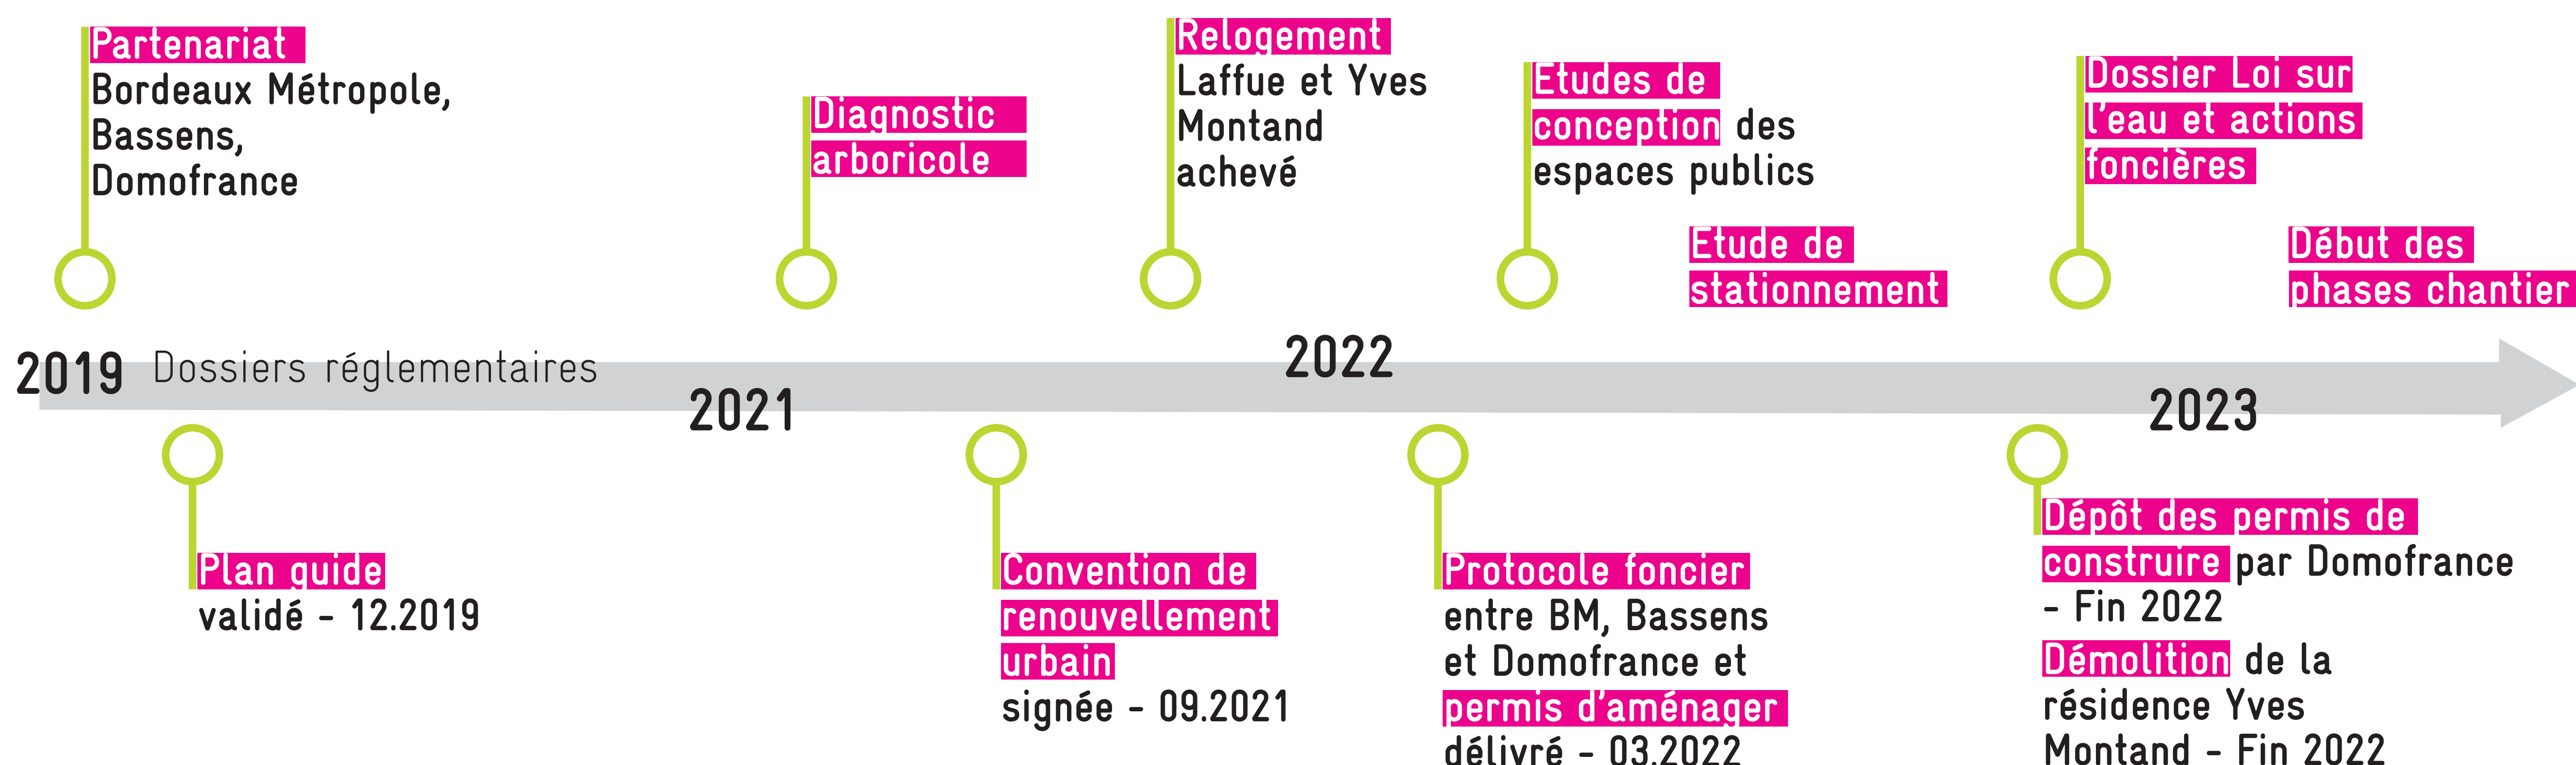 Partenariat
Bordeaux Métropole,
Bassens,
Domofrance
Diagnostic
arboricole
Relogement
Laffue et Yves
Montand
achevé
Etudes de
conception des
espaces publics
Etude de
stationnement
Dossier Loi sur
l'eau et actions
foncières
Début des
phases chantier
2019 Dossiers réglementaires
2021
2022
2023
Plan guide
validé - 12.2019
Convention de
renouvellement
urbain
signée - 09.2021
Protocole foncier
entre BM, Bassens
et Domofrance et
permis d'aménager
délivré - 03.2022
Dépôt des permis de
construire par Domofrance
- Fin 2022
Démolition de la
résidence Yves
Montand - Fin 2022